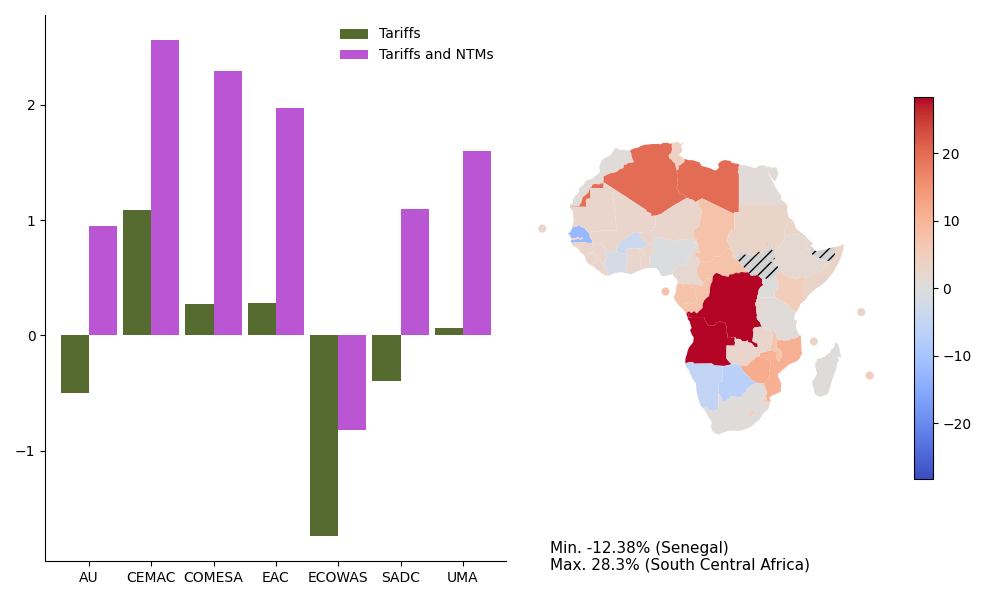 Tariffs
Tariffs and NTMs
2
1
0
−1
AU CEMAC COMESA EAC ECOWAS SADC UMA
20
10
0
−10
−20
Min. -12.38% (Senegal)
Max. 28.3% (South Central Africa)